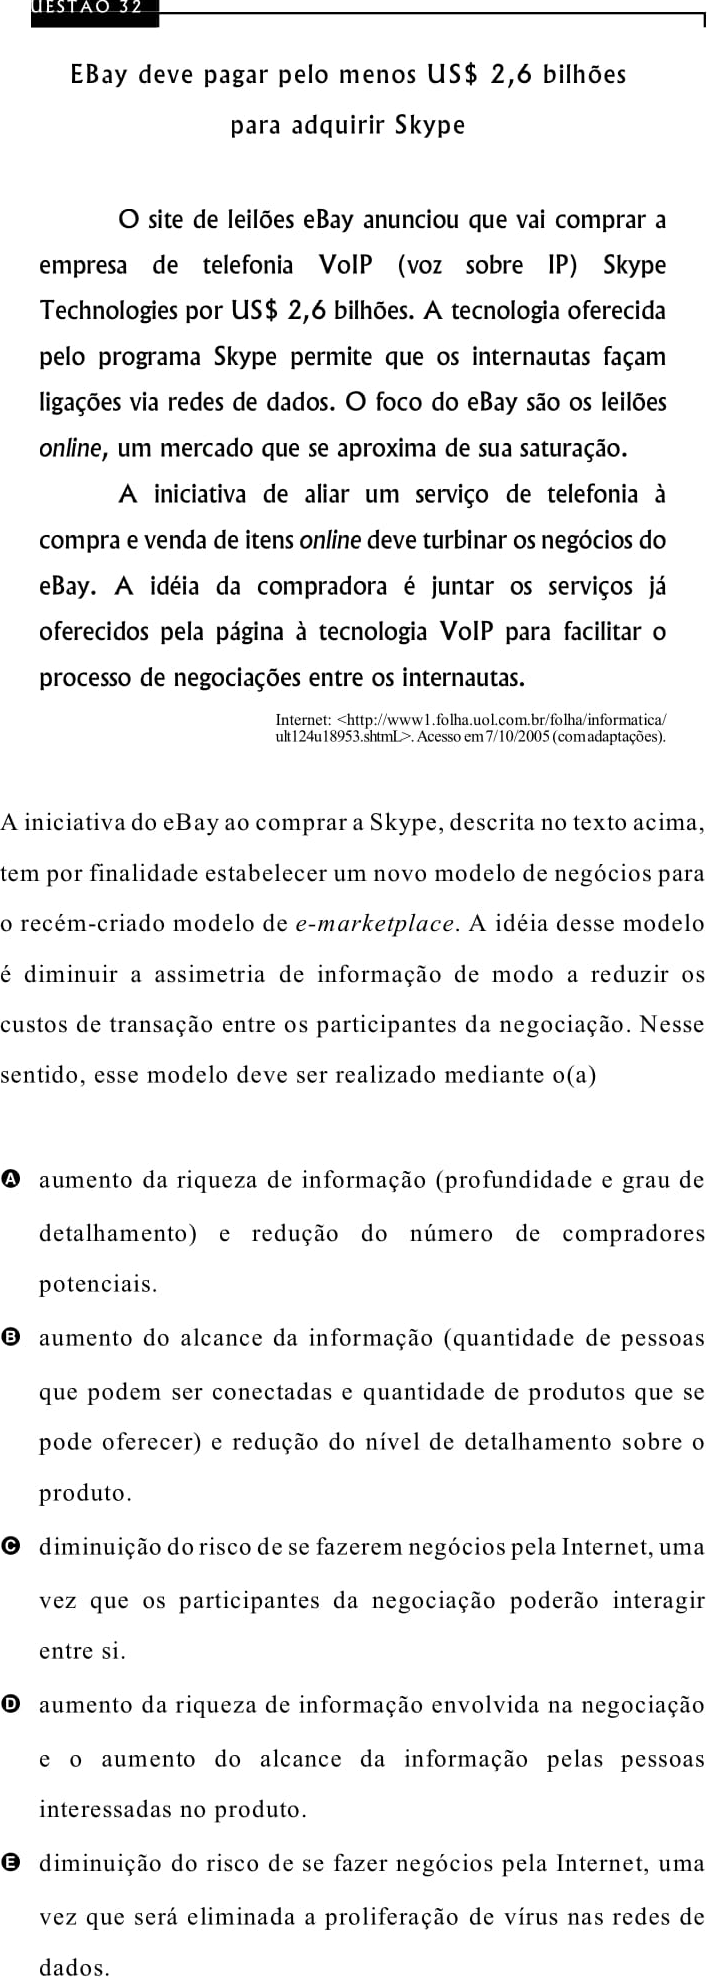 UESTÃO 32
EBay deve pagar pelo menos US$ 2,6 bilhões
para adquirir Skype
O site de leilões eBay anunciou que vai comprar a
empresa de telefonia VoIP (voz sobre IP) Skype
Technologies por US$ 2,6 bilhões. A tecnologia oferecida
pelo programa Skype permite que os internautas façam
ligações via redes de dados. O foco do eBay são os leilões
online, um mercado que se aproxima de sua saturação.
A iniciativa de aliar um serviço de telefonia à
compra e venda de itens online deve turbinar os negócios do
eBay. A idéia da compradora é juntar os serviços já
oferecidos pela página à tecnologia VoIP para facilitar o
processo de negociações entre os internautas.
Internet: <http://www1.folha.uol.com.br/folha/informatica/
ult124u18953.shtmL>. Acesso em 7/10/2005 (com adaptações).
A iniciativa do eBay ao comprar a Skype, descrita no texto acima,
tem por finalidade estabelecer um novo modelo de negócios para
o recém-criado modelo de e-marketplace. A idéia desse modelo
é diminuir a assimetria de informação de modo a reduzir os
custos de transação entre os participantes da negociação. Nesse
sentido, esse modelo deve ser realizado mediante o(a)
A aumento da riqueza de informação (profundidade e grau de
detalhamento) e redução do número de compradores
potenciais.
B aumento do alcance da informação (quantidade de pessoas
que podem ser conectadas e quantidade de produtos que se
pode oferecer) e redução do nível de detalhamento sobre o
produto.
C diminuição do risco de se fazerem negócios pela Internet, uma
vez que os participantes da negociação poderão interagir
entre si.
D aumento da riqueza de informação envolvida na negociação
e o aumento do alcance da informação pelas pessoas
interessadas no produto.
E diminuição do risco de se fazer negócios pela Internet, uma
vez que será eliminada a proliferação de vírus nas redes de
dados.